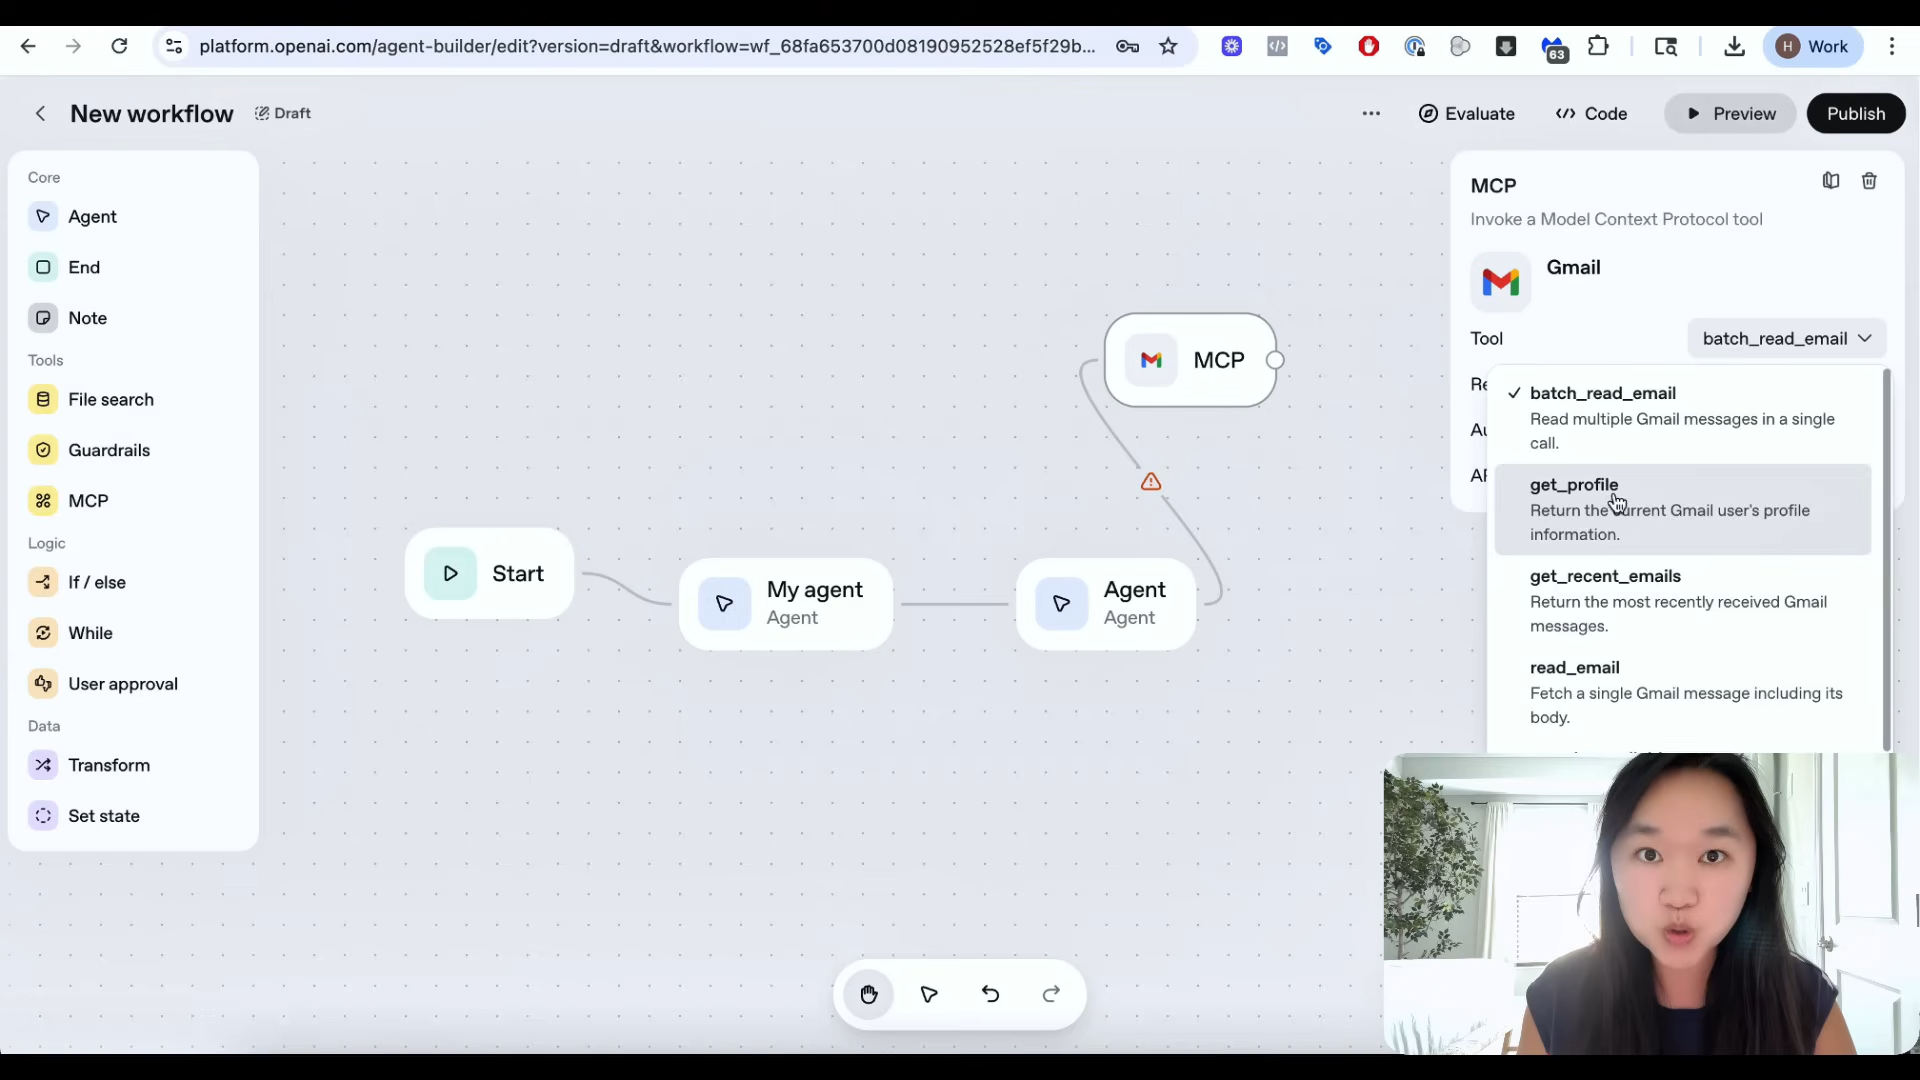 platform.openai.com/agent-builder/edit?version=draft&workflow=wf_68fa653700d08190952528ef5f29b...
63
H
Work
New workflow
Draft
Evaluate
Code
Preview
Publish
Core
Agent
End
Note
Tools
File search
Guardrails
MCP
Logic
If / else
While
User approval
Data
Transform
Set state
Start
My agent
Agent
Agent
Agent
MCP
MCP
Invoke a Model Context Protocol tool
Gmail
Tool
batch_read_email
Re
Au
AP
batch_read_email
Read multiple Gmail messages in a single
call.
get_profile
Return the current Gmail user's profile
information.
get_recent_emails
Return the most recently received Gmail
messages.
read_email
Fetch a single Gmail message including its
body.